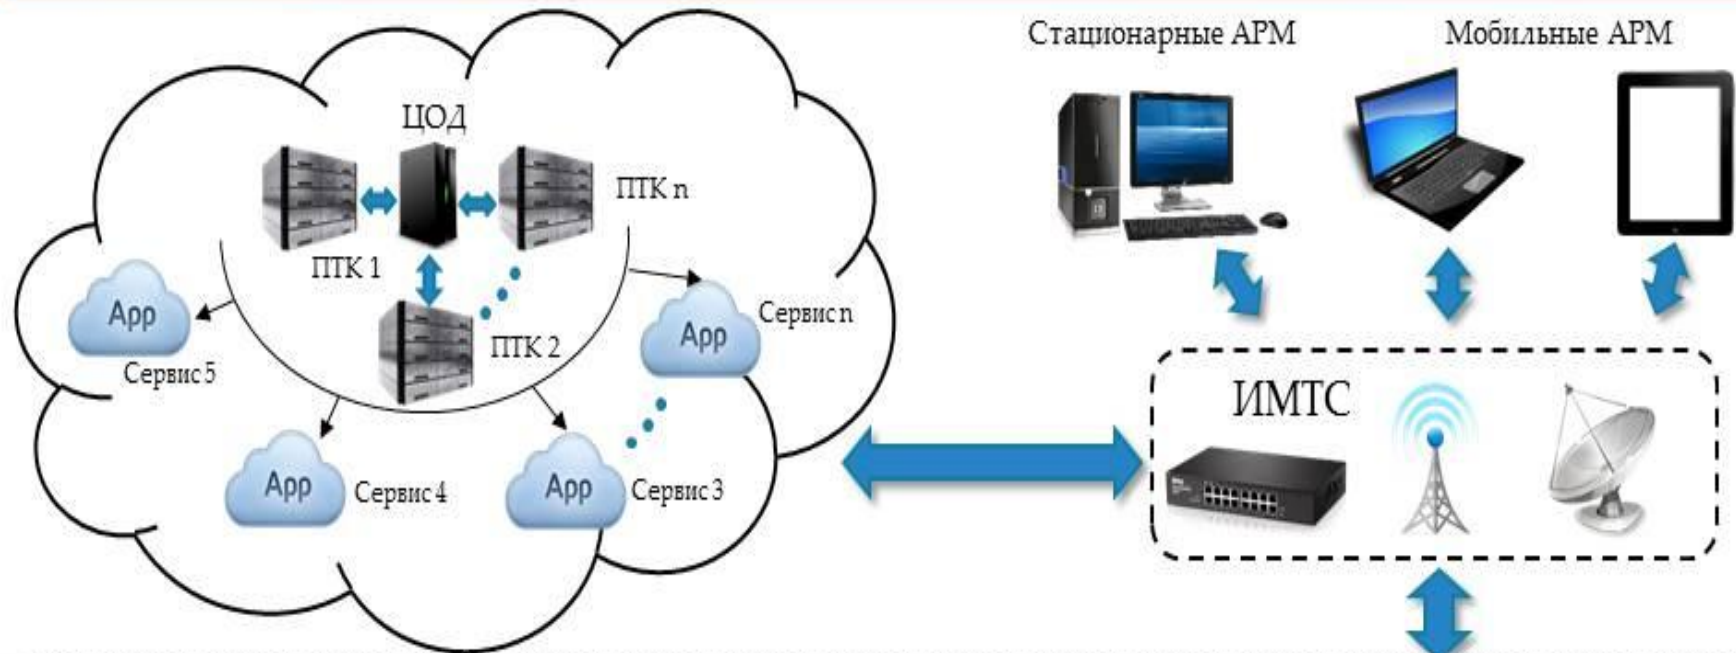 Стационарные АРМ
Мобильные АРМ
ЦОД
ПТК n
ПТК 1
App
Сервис n
App
ПТК 2
Сервис 5
ИМТС
App
Сервис 4
App
Сервис 3